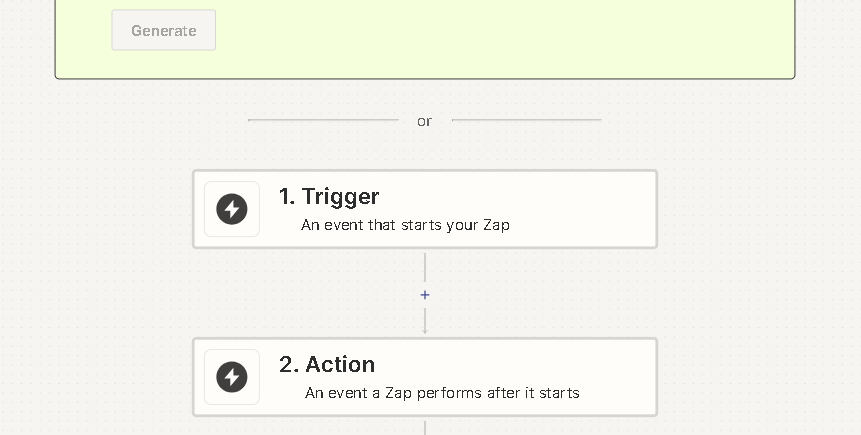 Generate
or
1. Trigger
An event that starts your Zap
+
2. Action
An event a Zap performs after it starts